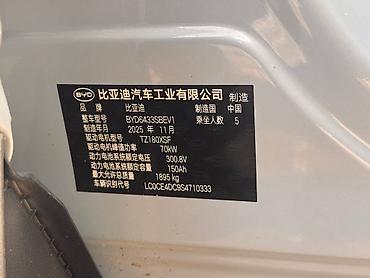 BYD 比亚迪汽车工业有限公司 制造
品牌 比亚迪 制造国 中国
整车型号 BYD6433SBEV1 乘坐人数 5
制造年月 2025 年 11 月
驱动电机型号 TZ180XSF
驱动电机峰值功率 70kW
动力电池系统额定电压 300.8V
动力电池系统额定容量 150Ah
最大允许总质量 1895 kg
车辆识别代号 LC0CE4DC9S4710333